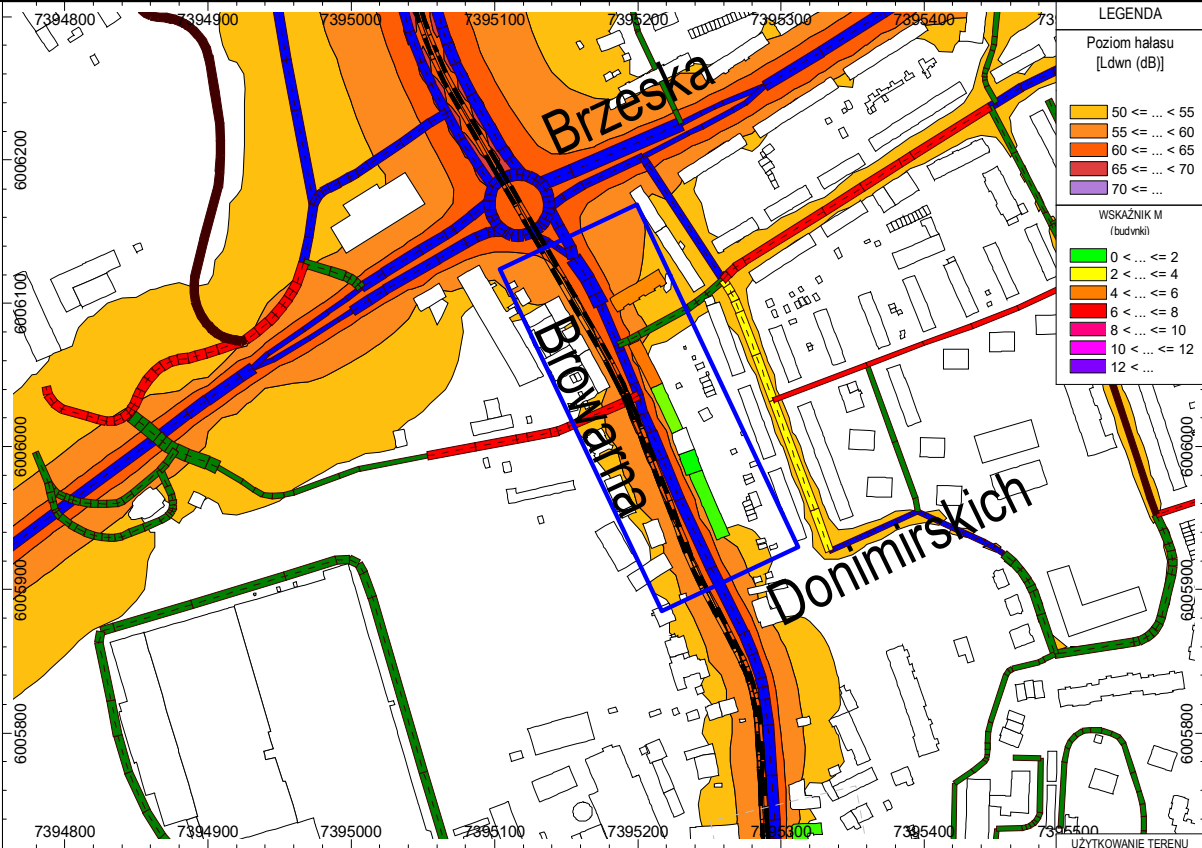 7394800 7394900 7395000 7395100 7395200 7395300 7395400
LEGENDA
Poziom hałasu
[Ldwn (dB)]
50 <= ... < 55
55 <= ... < 60
60 <= ... < 65
65 <= ... < 70
70 <= ...
WSKAŹNIK M
(budynki)
0 < ... <= 2
2 < ... <= 4
4 < ... <= 6
6 < ... <= 8
8 < ... <= 10
10 < ... <= 12
12 < ...
Brzeska
Browarna
Donimirskich
6006200
6006100
6006000
6005900
6005800
6006000
6005900
6005800
7394800 7394900 7395000 7395100 7395200 7395300 7395400 7395500
UŻYTKOWANIE TERENU